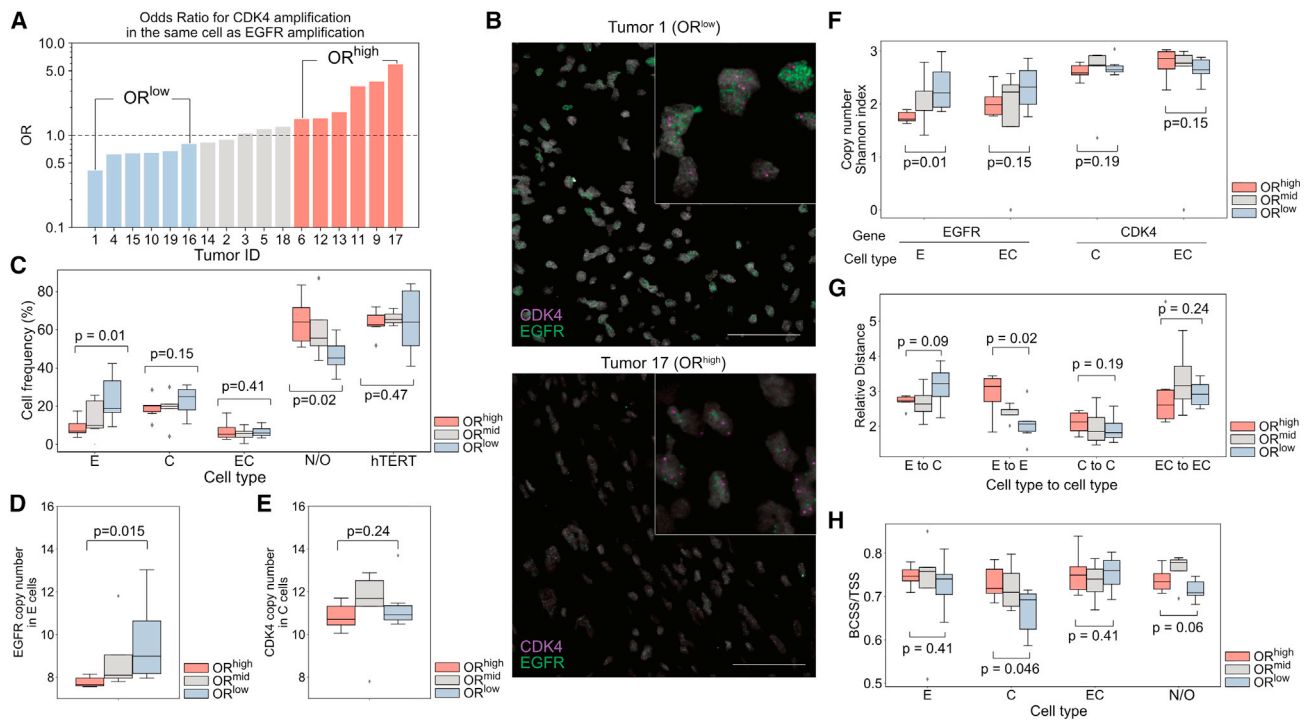 A
Odds Ratio for CDK4 amplification
in the same cell as EGFR amplification
10.0
5.0
1.0
0.5
0.1
OR
OR^low
OR^high
1 4 15 10 19 16 14 2 3 5 18 6 12 13 11 9 17
Tumor ID
B
Tumor 1 (OR^low)
CDK4
EGFR
Tumor 17 (OR^high)
CDK4
EGFR
C
Cell frequency (%)
80
60
40
20
0
p = 0.01
p=0.15
p=0.41
p=0.02
p=0.47
E C EC N/O hTERT
Cell type
OR^high
OR^mid
OR^low
D
EGFR copy number
in E cells
16
14
12
10
8
p=0.015
OR^high
OR^mid
OR^low
E
CDK4 copy number
in C cells
16
14
12
10
8
p=0.24
OR^high
OR^mid
OR^low
F
Copy number
Shannon index
3
2
1
0
p=0.01
p=0.15
p=0.19
p=0.15
Gene EGFR CDK4
Cell type E EC C EC
OR^high
OR^mid
OR^low
G
Relative Distance
5
4
3
2
p = 0.09
p = 0.02
p = 0.19
p = 0.24
E to C E to E C to C EC to EC
Cell type to cell type
OR^high
OR^mid
OR^low
H
BCSS/TSS
0.8
0.7
0.6
0.5
p = 0.41
p = 0.046
p = 0.41
p = 0.06
E C EC N/O
Cell type
OR^high
OR^mid
OR^low